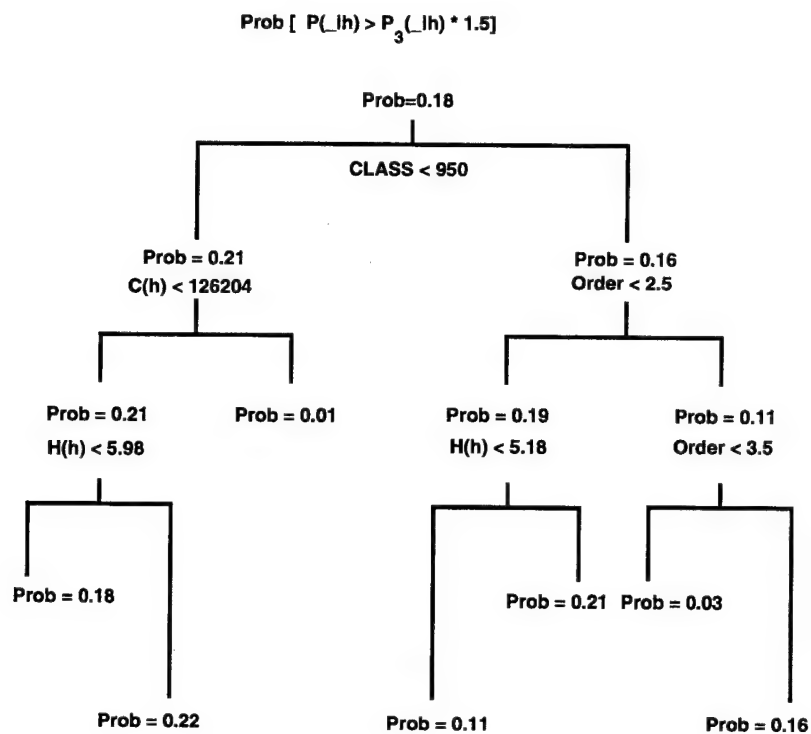 Prob [ P(_lh) > P3(_lh) * 1.5]
Prob=0.18
CLASS < 950
Prob = 0.21
C(h) < 126204
Prob = 0.16
Order < 2.5
Prob = 0.21
H(h) < 5.98
Prob = 0.01
Prob = 0.19
H(h) < 5.18
Prob = 0.11
Order < 3.5
Prob = 0.18
Prob = 0.21
Prob = 0.03
Prob = 0.22
Prob = 0.11
Prob = 0.16